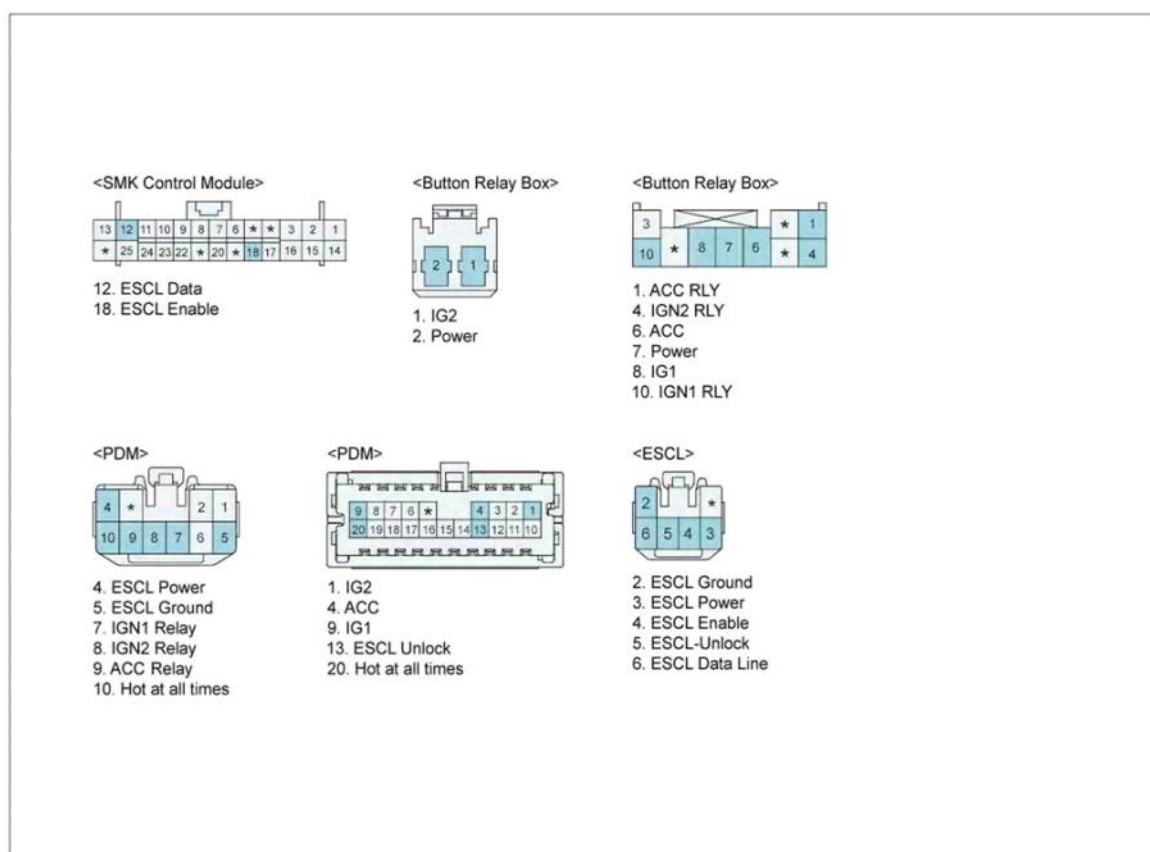 <SMK Control Module>
13 12 11 10 9 8 7 6 * * 3 2 1
* 25 24 23 22 * 20 * 18 17 16 15 14
12. ESCL Data
18. ESCL Enable
<Button Relay Box>
2 1
1. IG2
2. Power
<Button Relay Box>
3 * 1
10 * 8 7 6 * 4
1. ACC RLY
4. IGN2 RLY
6. ACC
7. Power
8. IG1
10. IGN1 RLY
<PDM>
4 * 2 1
10 9 8 7 6 5
4. ESCL Power
5. ESCL Ground
7. IGN1 Relay
8. IGN2 Relay
9. ACC Relay
10. Hot at all times
<PDM>
9 8 7 6 * 4 3 2 1
20 19 18 17 16 15 14 13 12 11 10
1. IG2
4. ACC
9. IG1
13. ESCL Unlock
20. Hot at all times
<ESCL>
2 *
6 5 4 3
2. ESCL Ground
3. ESCL Power
4. ESCL Enable
5. ESCL-Unlock
6. ESCL Data Line